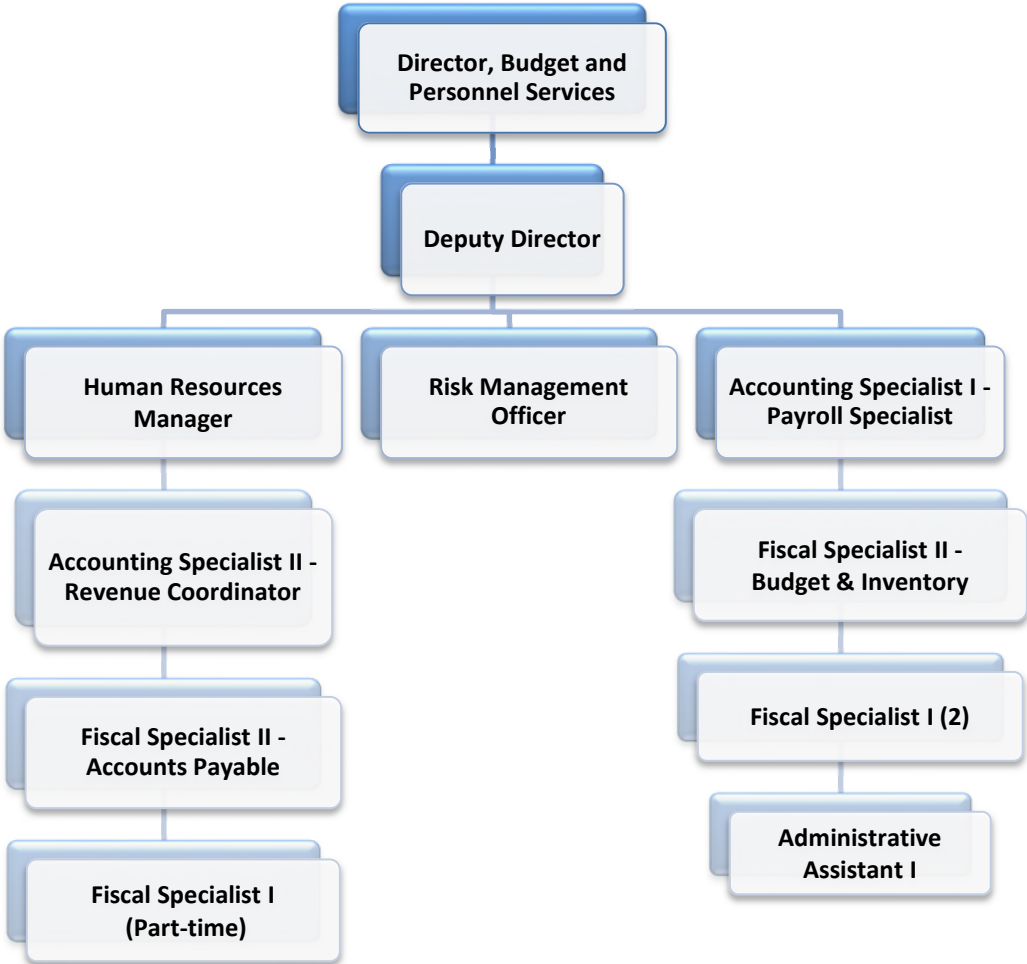 Director, Budget and
Personnel Services
Deputy Director
Human Resources
Manager
Risk Management
Officer
Accounting Specialist I -
Payroll Specialist
Accounting Specialist II -
Revenue Coordinator
Fiscal Specialist II -
Budget & Inventory
Fiscal Specialist II -
Accounts Payable
Fiscal Specialist I (2)
Fiscal Specialist I
(Part-time)
Administrative
Assistant I